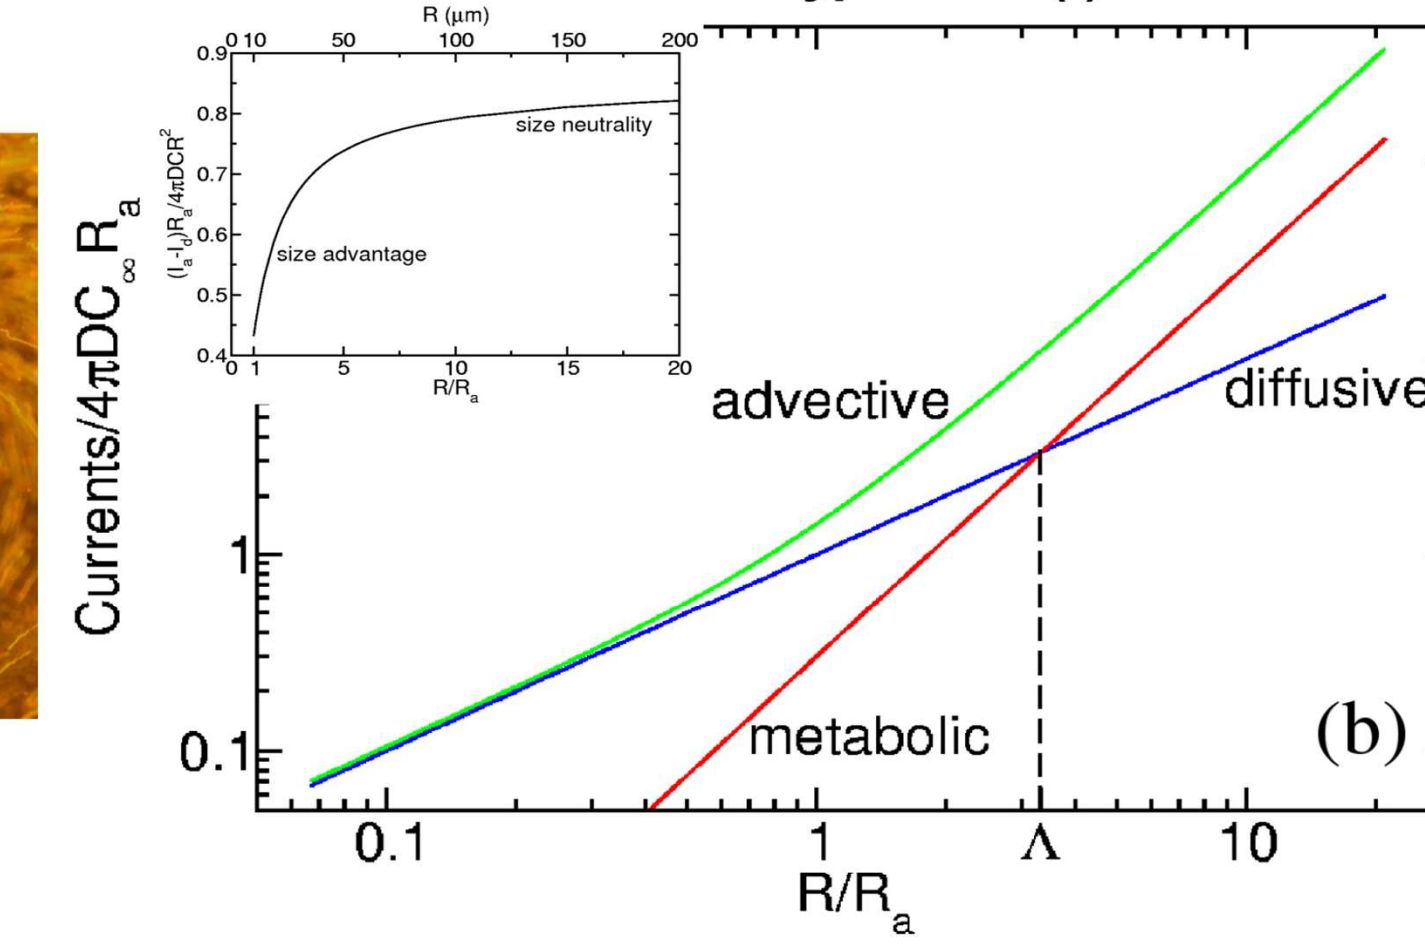 R (μm)
0 10 50 100 150 200
0.9
0.8
0.7
0.6
0.5
0.4
(I_a-I_d)R_a/4πDCR²
size neutrality
size advantage
0 1 5 10 15 20
R/R_a
Currents/4πDC_∞R_a
advective
diffusive
metabolic
1
0.1
(b)
0.1 1 Λ 10
R/R_a